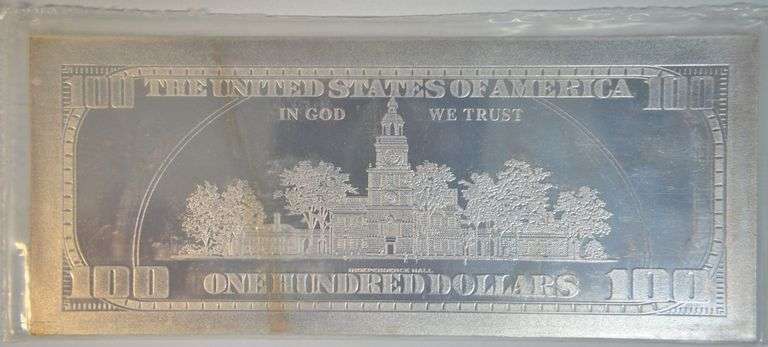 100 THE UNITED STATES OF AMERICA 100
IN GOD WE TRUST
INDEPENDENCE HALL
100 ONE HUNDRED DOLLARS 100